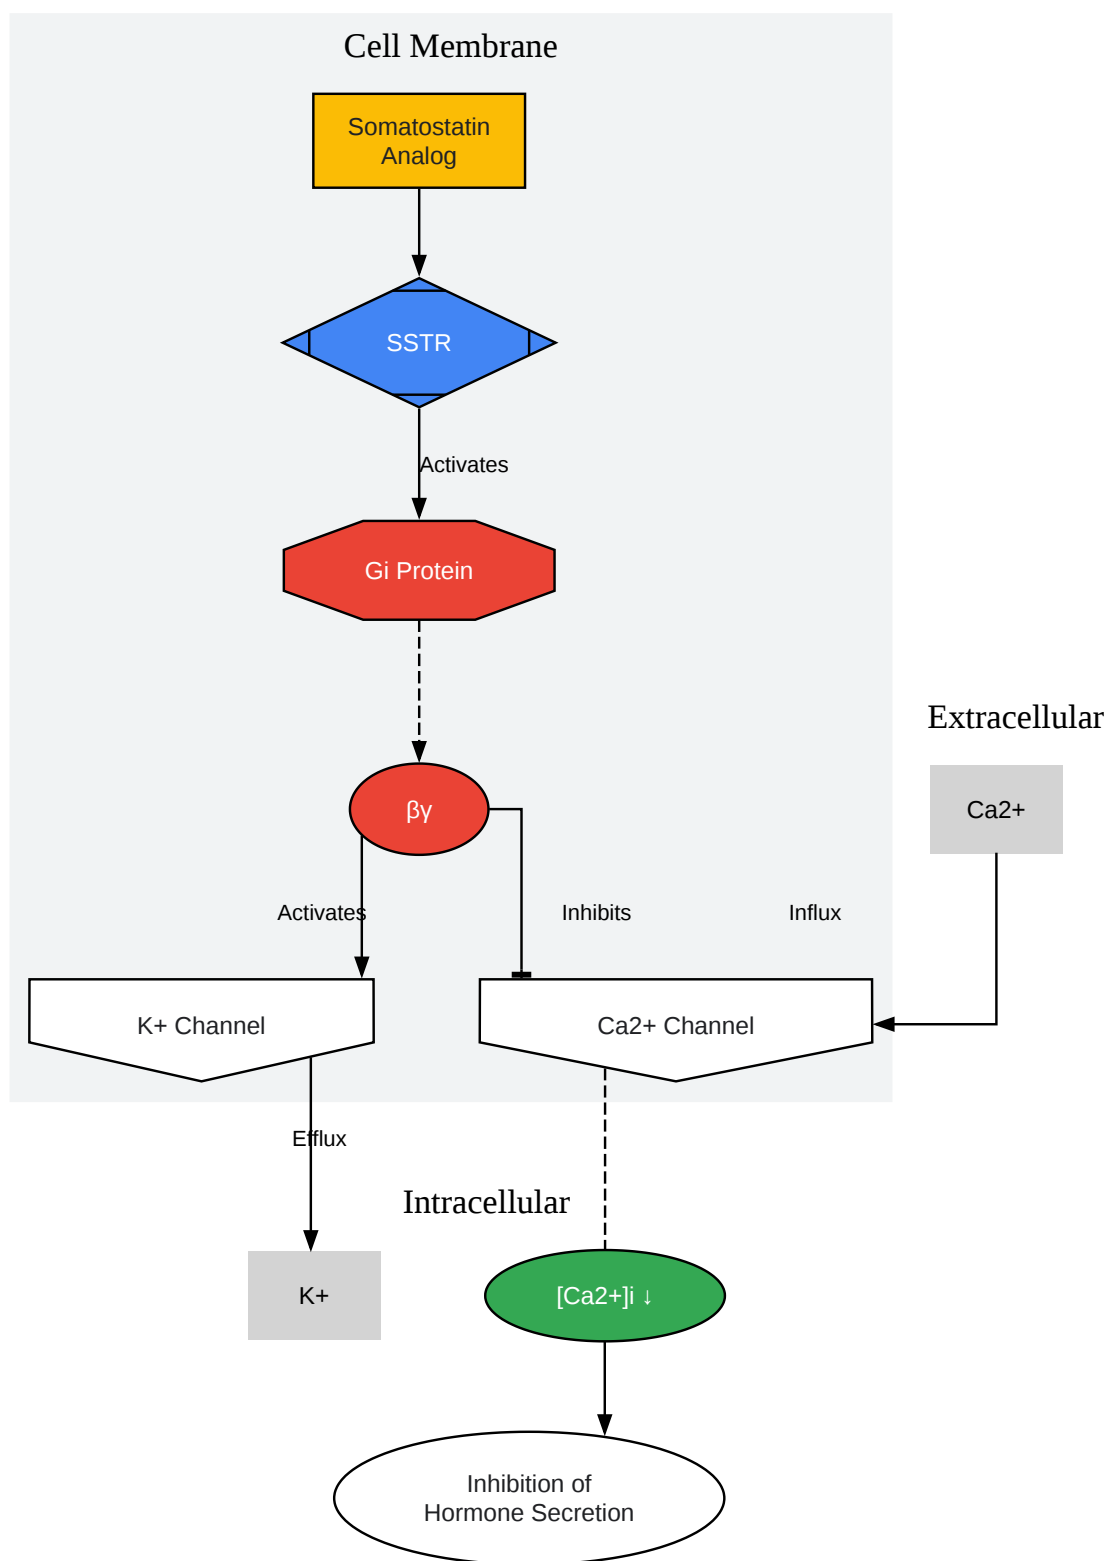 Cell Membrane
Somatostatin
Analog
SSTR
Activates
Gi Protein
Extracellular
βγ
Ca2+
Activates
Inhibits
Influx
K+ Channel
Ca2+ Channel
Efflux
Intracellular
K+
[Ca2+]i ↓
Inhibition of
Hormone Secretion